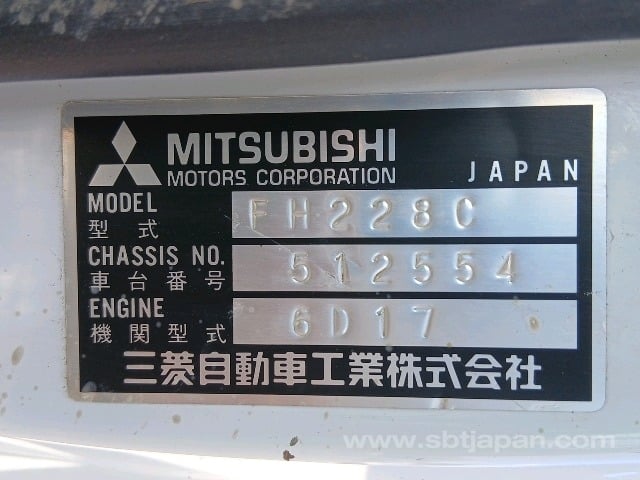 MITSUBISHI
MOTORS CORPORATION JAPAN
MODEL FH228C
型式
CHASSIS NO. 512554
車台番号
ENGINE 6D17
機関型式
三菱自動車工業株式会社
www.sbtjapan.com